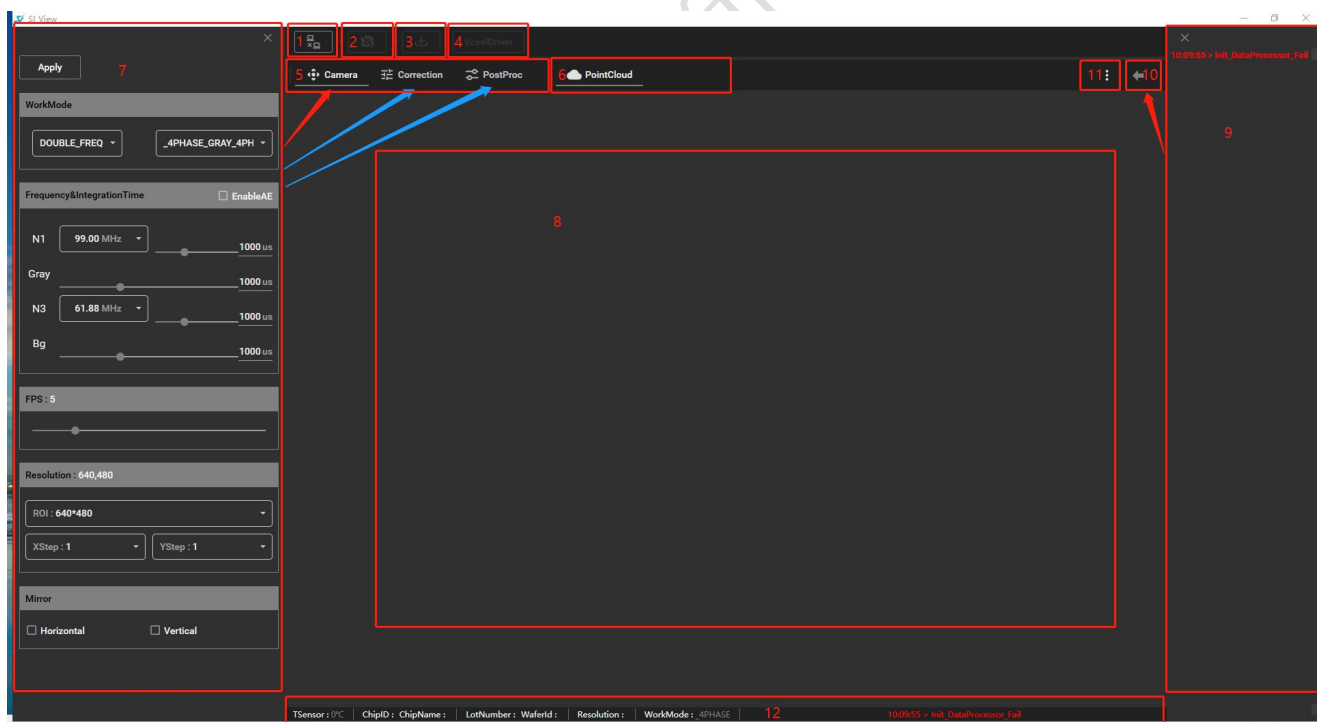 SI View
1
2
3
4 VoxelDriver
Apply
7
5 Camera
Correction
PostProc
6 PointCloud
11
10
10:09:55 > Init_DataProcessor_Fail
9
WorkMode
DOUBLE_FREQ
_4PHASE_GRAY_4PH
Frequency&IntegrationTime
EnableAE
N1
99.00 MHz
1000 us
Gray
1000 us
N3
61.88 MHz
1000 us
Bg
1000 us
8
FPS : 5
Resolution : 640,480
ROI : 640*480
XStep : 1
YStep : 1
Mirror
Horizontal
Vertical
TSensor : 0°C
ChipID : ChipName :
LotNumber : WaferId :
Resolution :
WorkMode : _4PHASE
12
10:09:55 > Init_DataProcessor_Fail